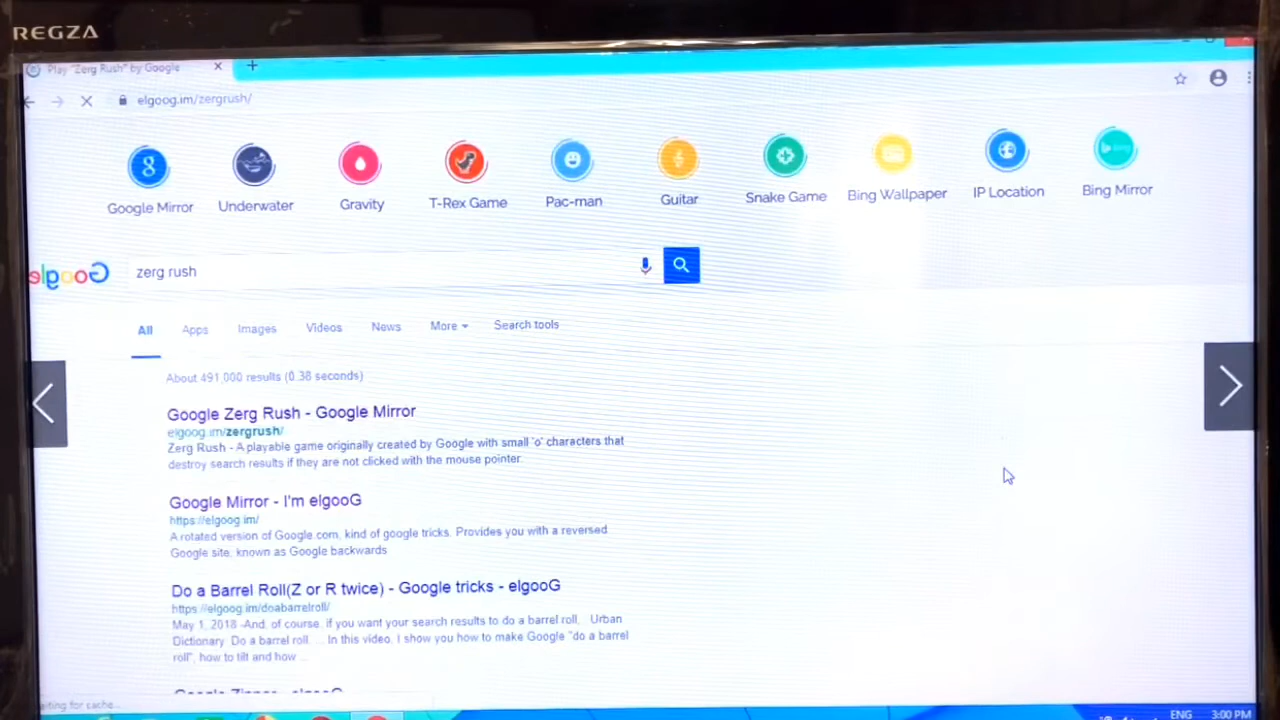 REGZA
Play "Zerg Rush" by Google
elgoog.im/zergrush/
Google Mirror
Underwater
Gravity
T-Rex Game
Pac-man
Guitar
Snake Game
Bing Wallpaper
IP Location
Bing Mirror
Google
zerg rush
All Apps Images Videos News More Search tools
About 491,000 results (0.38 seconds)
Google Zerg Rush - Google Mirror
elgoog.im/zergrush/
Zerg Rush - A playable game originally created by Google with small 'o' characters that
destroy search results if they are not clicked with the mouse pointer.
Google Mirror - I'm elgooG
https://elgoog.im/
A rotated version of Google.com, kind of google tricks. Provides you with a reversed
Google site, known as Google backwards
Do a Barrel Roll(Z or R twice) - Google tricks - elgooG
https://elgoog.im/doabarrelroll/
May 1, 2018 -And, of course, if you want your search results to do a barrel roll, Urban
Dictionary: Do a barrel roll. ... In this video, I show you how to make Google "do a barrel
roll", how to tilt and how ...
aiting for cache...
ENG 3:00 PM